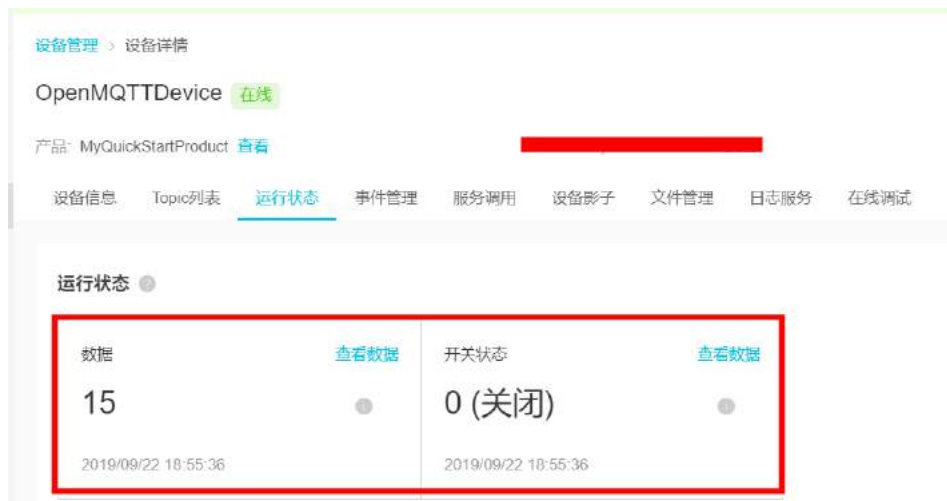 设备管理 > 设备详情
OpenMQTTDevice 在线
产品: MyQuickStartProduct 查看
设备信息 Topic列表 运行状态 事件管理 服务调用 设备影子 文件管理 日志服务 在线调试
运行状态
数据 查看数据 开关状态 查看数据
15 0 (关闭)
2019/09/22 18:55:36 2019/09/22 18:55:36